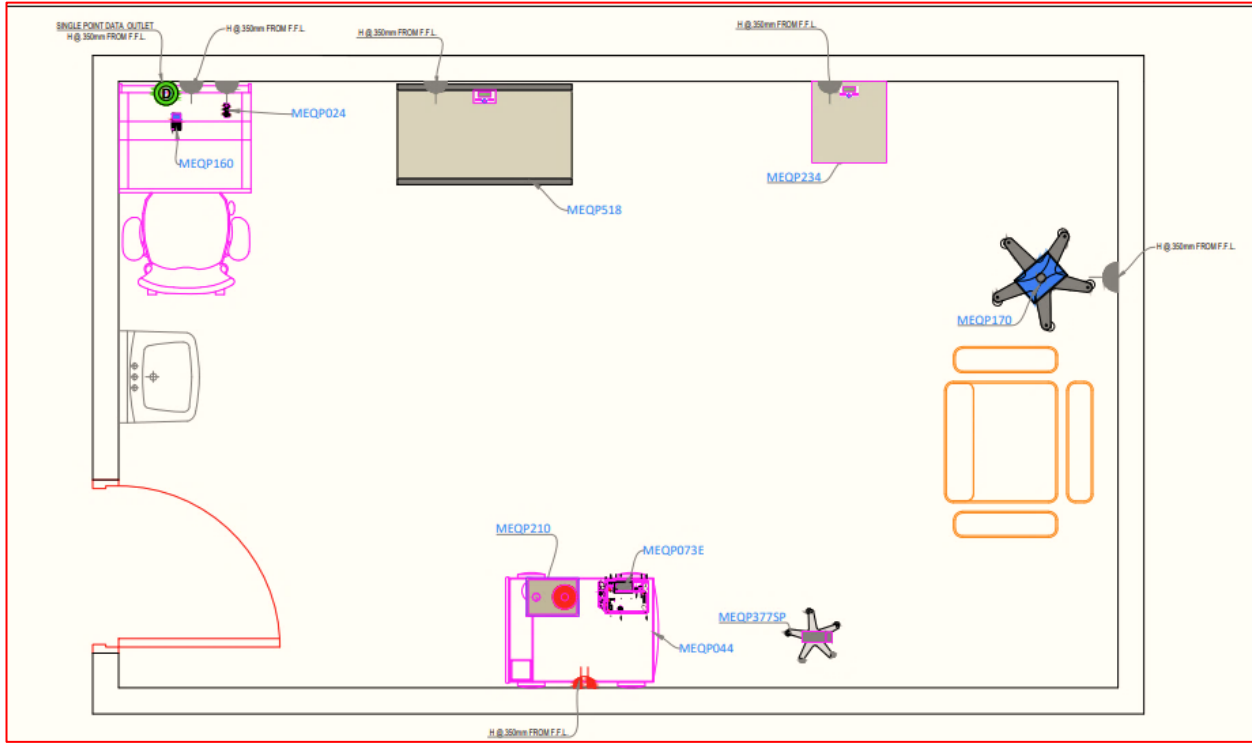 SINGLE POINT DATA OUTLET
H @ 350mm FROM F.F.L.
H @ 350mm FROM F.F.L.
H @ 350mm FROM F.F.L.
H @ 350mm FROM F.F.L.
D
MEQP024
MEQP160
MEQP234
MEQP518
H @ 350mm FROM F.F.L.
MEQP170
MEQP210
MEQP073E
MEQP377SP
MEQP044
H @ 350mm FROM F.F.L.